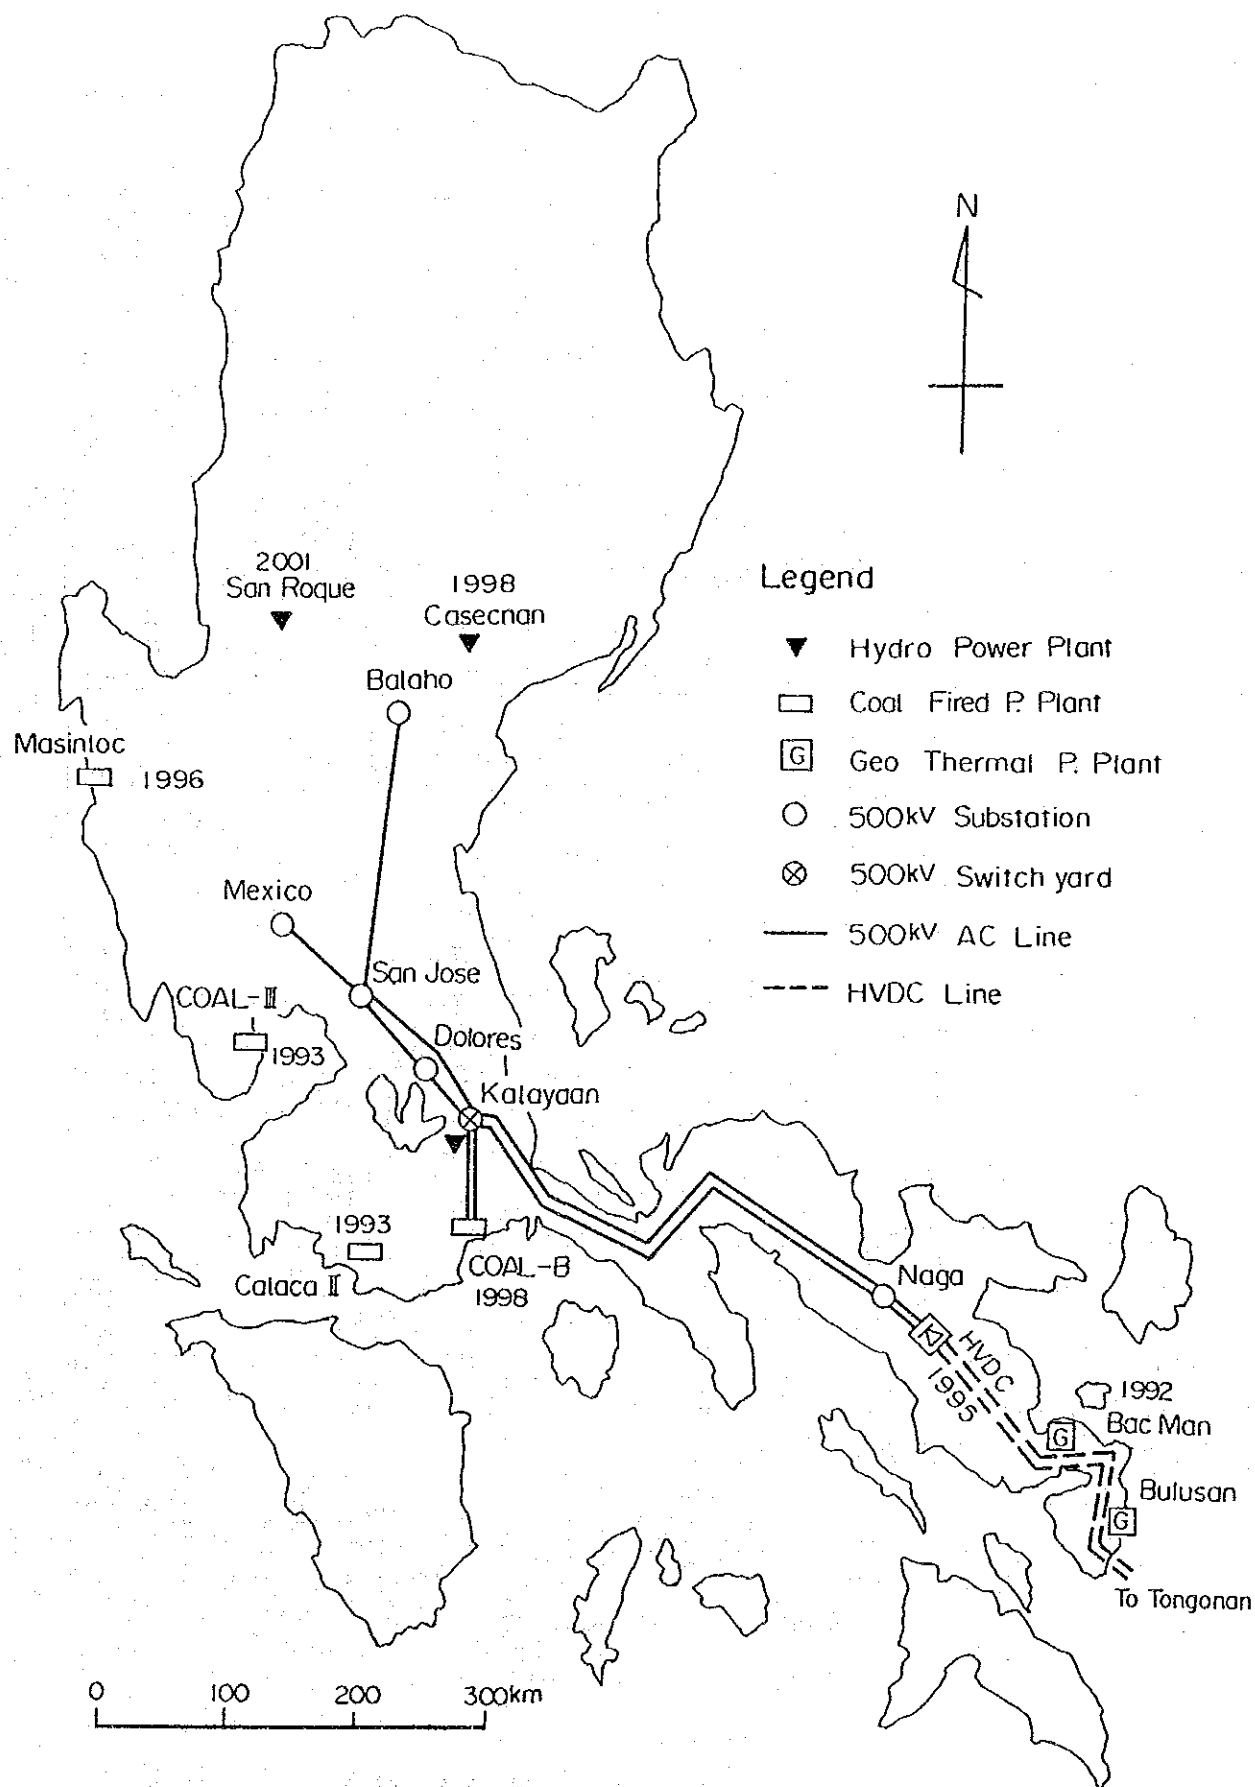 N
2001
San Roque
1998
Casecnan
Legend
Hydro Power Plant
Coal Fired P. Plant
G Geo Thermal P. Plant
500kV Substation
500kV Switch yard
500kV AC Line
HVDC Line
Balaho
Masinloc
1996
Mexico
San Jose
COAL-III
1993
Dolores
Kalayaan
1993
Calaca II
COAL-B
1998
Naga
HVDC
1995
1992
Bac Man
G
Bulusan
G
To Tongonan
0 100 200 300km